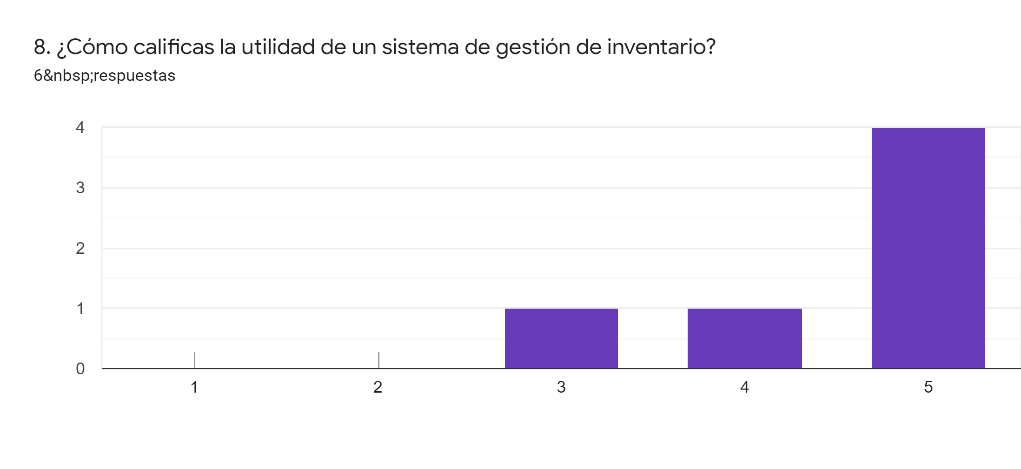 8. ¿Cómo calificas la utilidad de un sistema de gestión de inventario?
6&nbsp;respuestas
4
3
2
1
0
1 2 3 4 5